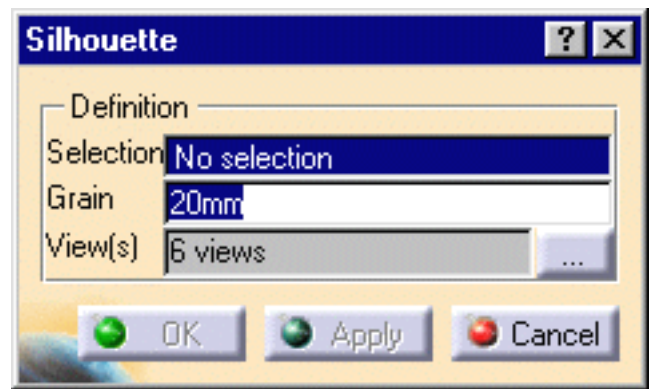 Silhouette ? X
Definition
Selection No selection
Grain 20mm
View(s) 6 views ...
OK Apply Cancel